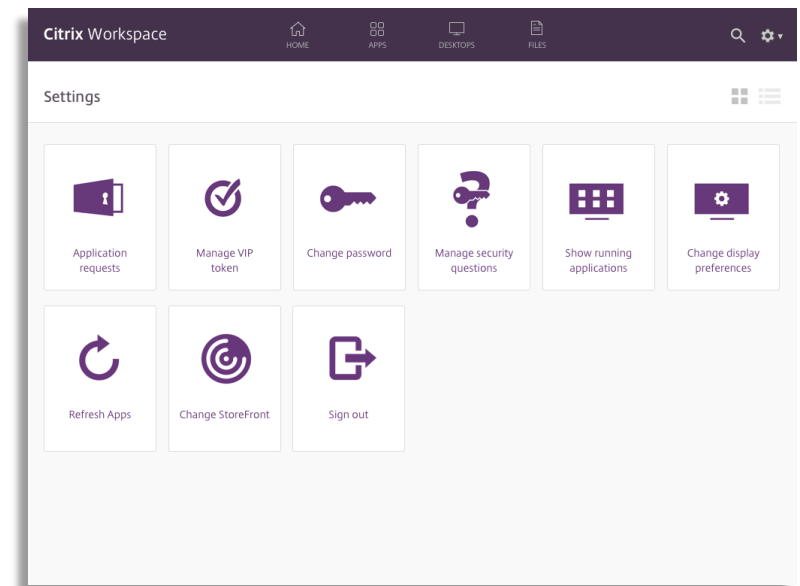 Citrix Workspace
HOME
APPS
DESKTOPS
FILES
Settings
Application
requests
Manage VIP
token
Change password
Manage security
questions
Show running
applications
Change display
preferences
Refresh Apps
Change StoreFront
Sign out